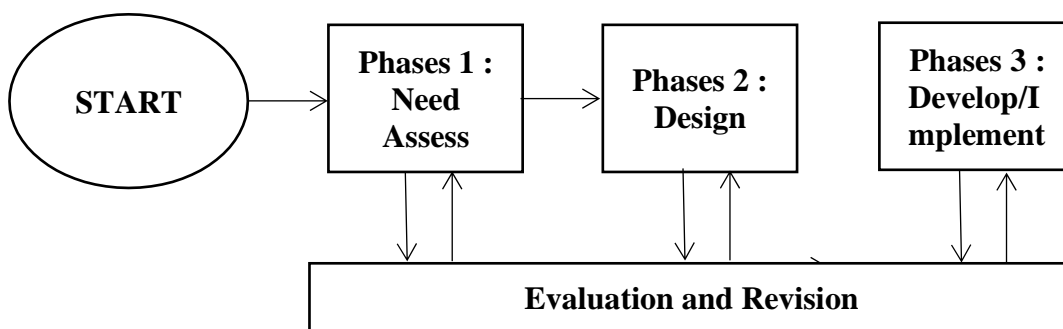 START
Phases 1 :
Need
Assess
Phases 2 :
Design
Phases 3 :
Develop/I
mplement
Evaluation and Revision